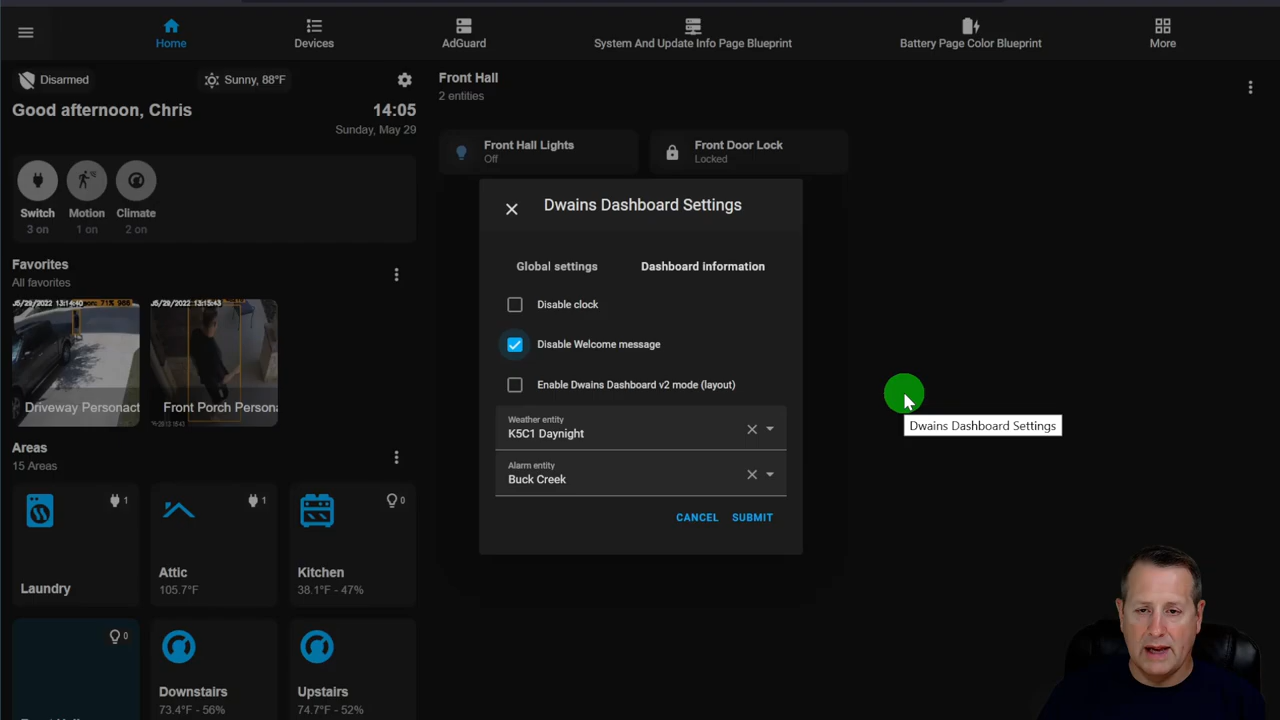 Home
Devices
AdGuard
System And Update Info Page Blueprint
Battery Page Color Blueprint
More
Disarmed
Sunny, 88°F
Good afternoon, Chris
14:05
Sunday, May 29
Switch
3 on
Motion
1 on
Climate
2 on
Favorites
All favorites
Driveway Personact
Front Porch Persona
Areas
15 Areas
1
Laundry
1
Attic
105.7°F
0
Kitchen
38.1°F - 47%
0
Downstairs
73.4°F - 56%
Upstairs
74.7°F - 52%
Front Hall
2 entities
Front Hall Lights
Off
Front Door Lock
Locked
Dwains Dashboard Settings
Global settings
Dashboard information
Disable clock
Disable Welcome message
Enable Dwains Dashboard v2 mode (layout)
Weather entity
K5C1 Daynight
Alarm entity
Buck Creek
CANCEL
SUBMIT
Dwains Dashboard Settings